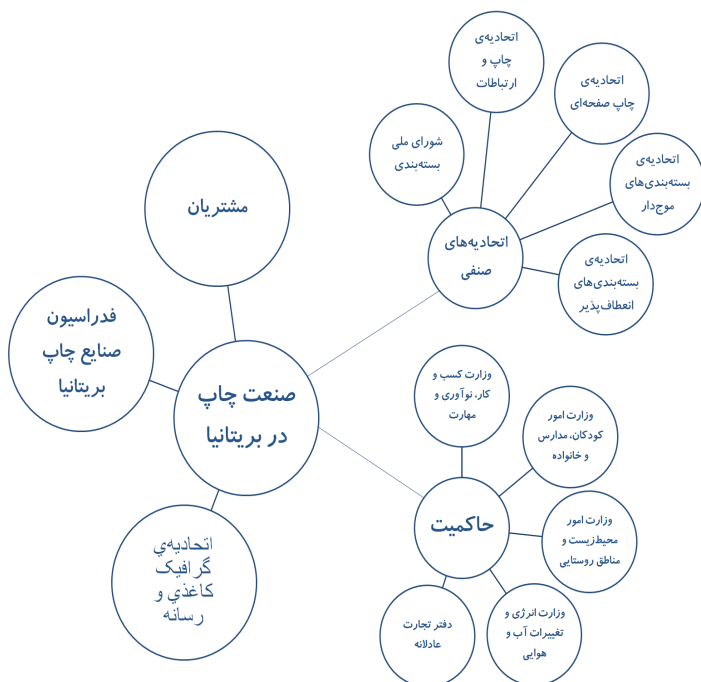 اتحادیه‌ی
چاپ و
ارتباطات
اتحادیه‌ی
چاپ صفحه‌ای
شورای ملی
بسته‌بندی
اتحادیه‌ی
بسته‌بندی‌های
موج‌دار
مشتریان
اتحادیه‌های
صنفی
اتحادیه‌ی
بسته‌بندی‌های
انعطاف‌پذیر
فدراسیون
صنایع چاپ
بریتانیا
صنعت چاپ
در بریتانیا
وزارت کسب و
کار، نوآوری و
مهارت
وزارت امور
کودکان، مدارس
و خانواده
حاکمیت
وزارت امور
محیط‌زیست و
مناطق روستایی
اتحادیه‌ي
گرافیک
کاغذي و
رسانه
دفتر تجارت
عادلانه
وزارت انرژی و
تغییرات آب و
هوایی